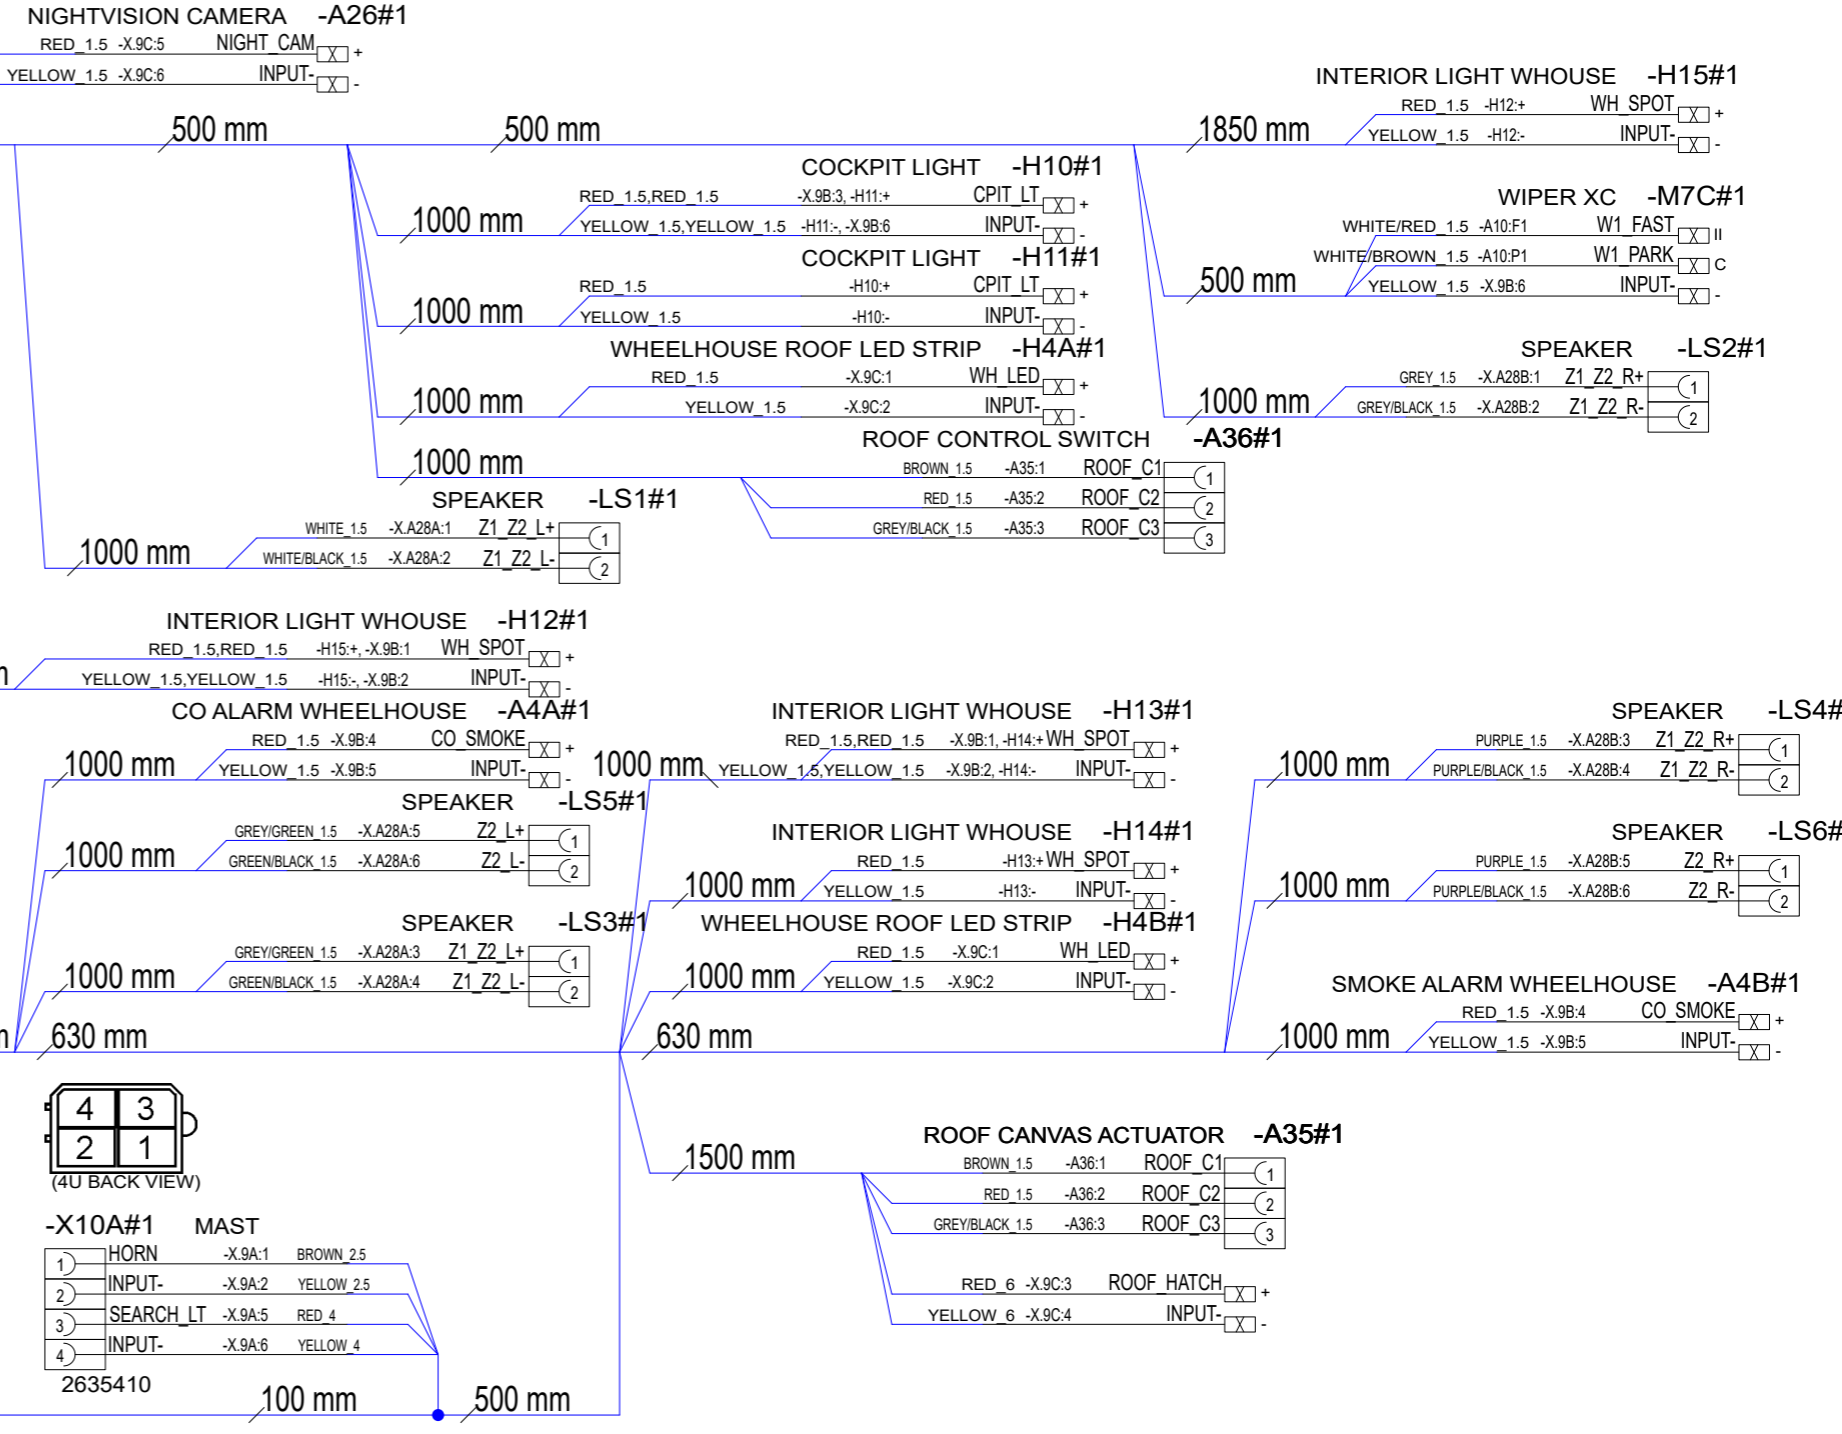 NIGHTVISION CAMERA -A26#1
RED_1.5 -X.9C:5 NIGHT_CAM X +
YELLOW_1.5 -X.9C:6 INPUT- X -
500 mm 500 mm 1850 mm
INTERIOR LIGHT WHOUSE -H15#1
RED_1.5 -H12:+ WH_SPOT X +
YELLOW_1.5 -H12:- INPUT- X -
COCKPIT LIGHT -H10#1
RED_1.5,RED_1.5 -X.9B:3, -H11:+ CPIT_LT X +
1000 mm YELLOW_1.5,YELLOW_1.5 -H11:-, -X.9B:6 INPUT- X -
COCKPIT LIGHT -H11#1
RED_1.5 -H10:+ CPIT_LT X +
1000 mm YELLOW_1.5 -H10:- INPUT- X -
WHEELHOUSE ROOF LED STRIP -H4A#1
RED_1.5 -X.9C:1 WH_LED X +
1000 mm YELLOW_1.5 -X.9C:2 INPUT- X -
WIPER XC -M7C#1
WHITE/RED_1.5 -A10:F1 W1_FAST X II
WHITE/BROWN_1.5 -A10:P1 W1_PARK X C
500 mm YELLOW_1.5 -X.9B:6 INPUT- X -
SPEAKER -LS2#1
GREY_1.5 -X.A28B:1 Z1_Z2_R+ 1
1000 mm GREY/BLACK_1.5 -X.A28B:2 Z1_Z2_R- 2
ROOF CONTROL SWITCH -A36#1
1000 mm BROWN_1.5 -A35:1 ROOF_C1 1
RED_1.5 -A35:2 ROOF_C2 2
GREY/BLACK_1.5 -A35:3 ROOF_C3 3
SPEAKER -LS1#1
WHITE_1.5 -X.A28A:1 Z1_Z2_L+ 1
1000 mm WHITE/BLACK_1.5 -X.A28A:2 Z1_Z2_L- 2
INTERIOR LIGHT WHOUSE -H12#1
RED_1.5,RED_1.5 -H15:+, -X.9B:1 WH_SPOT X +
YELLOW_1.5,YELLOW_1.5 -H15:-, -X.9B:2 INPUT- X -
CO ALARM WHEELHOUSE -A4A#1
RED_1.5 -X.9B:4 CO_SMOKE X +
1000 mm YELLOW_1.5 -X.9B:5 INPUT- X -
SPEAKER -LS5#1
GREY/GREEN_1.5 -X.A28A:5 Z2_L+ 1
1000 mm GREEN/BLACK_1.5 -X.A28A:6 Z2_L- 2
SPEAKER -LS3#1
GREY/GREEN_1.5 -X.A28A:3 Z1_Z2_L+ 1
1000 mm GREEN/BLACK_1.5 -X.A28A:4 Z1_Z2_L- 2
INTERIOR LIGHT WHOUSE -H13#1
RED_1.5,RED_1.5 -X.9B:1, -H14:+ WH_SPOT X +
1000 mm YELLOW_1.5,YELLOW_1.5 -X.9B:2, -H14:- INPUT- X -
INTERIOR LIGHT WHOUSE -H14#1
RED_1.5 -H13:+ WH_SPOT X +
1000 mm YELLOW_1.5 -H13:- INPUT- X -
WHEELHOUSE ROOF LED STRIP -H4B#1
RED_1.5 -X.9C:1 WH_LED X +
1000 mm YELLOW_1.5 -X.9C:2 INPUT- X -
SPEAKER -LS4#
PURPLE_1.5 -X.A28B:3 Z1_Z2_R+ 1
1000 mm PURPLE/BLACK_1.5 -X.A28B:4 Z1_Z2_R- 2
SPEAKER -LS6#
PURPLE_1.5 -X.A28B:5 Z2_R+ 1
1000 mm PURPLE/BLACK_1.5 -X.A28B:6 Z2_R- 2
SMOKE ALARM WHEELHOUSE -A4B#1
RED_1.5 -X.9B:4 CO_SMOKE X +
1000 mm YELLOW_1.5 -X.9B:5 INPUT- X -
630 mm 630 mm
4 3
2 1
(4U BACK VIEW)
ROOF CANVAS ACTUATOR -A35#1
1500 mm BROWN_1.5 -A36:1 ROOF_C1 1
RED_1.5 -A36:2 ROOF_C2 2
GREY/BLACK_1.5 -A36:3 ROOF_C3 3
RED_6 -X.9C:3 ROOF_HATCH X +
YELLOW_6 -X.9C:4 INPUT- X -
-X10A#1 MAST
1 HORN -X.9A:1 BROWN_2.5
2 INPUT- -X.9A:2 YELLOW_2.5
3 SEARCH_LT -X.9A:5 RED_4
4 INPUT- -X.9A:6 YELLOW_4
2635410
100 mm 500 mm